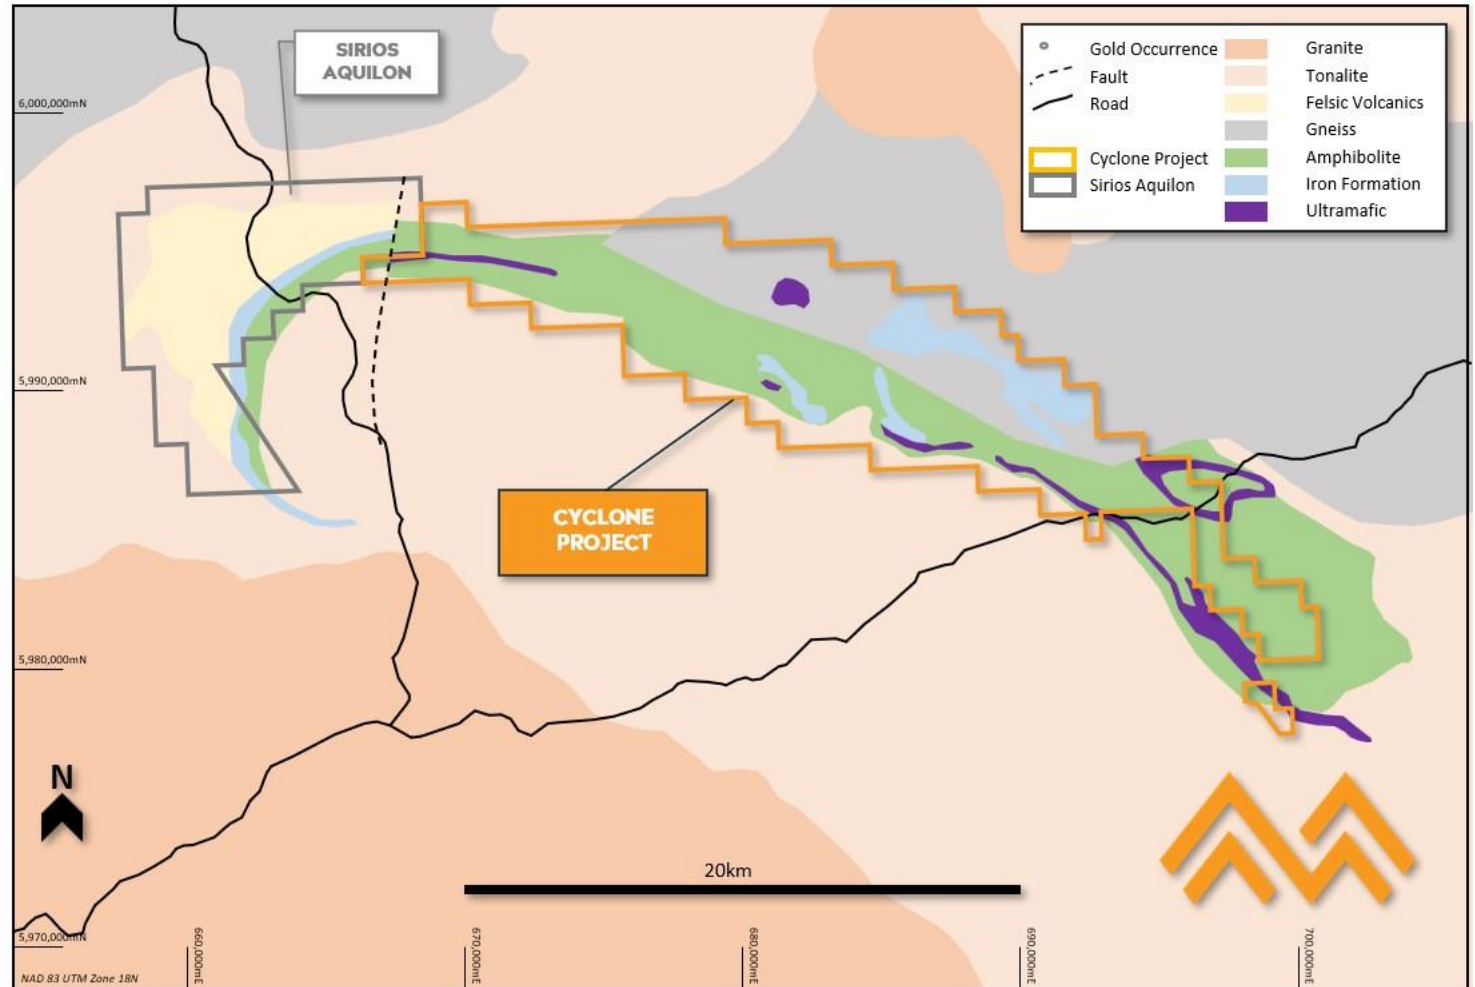 SIRIOS
AQUILON
Gold Occurrence
Fault
Road
Cyclone Project
Sirios Aquilon
Granite
Tonalite
Felsic Volcanics
Gneiss
Amphibolite
Iron Formation
Ultramafic
6,000,000mN
5,990,000mN
CYCLONE
PROJECT
5,980,000mN
N
20km
5,970,000mN
660,000mE
670,000mE
680,000mE
690,000mE
700,000mE
NAD 83 UTM Zone 18N